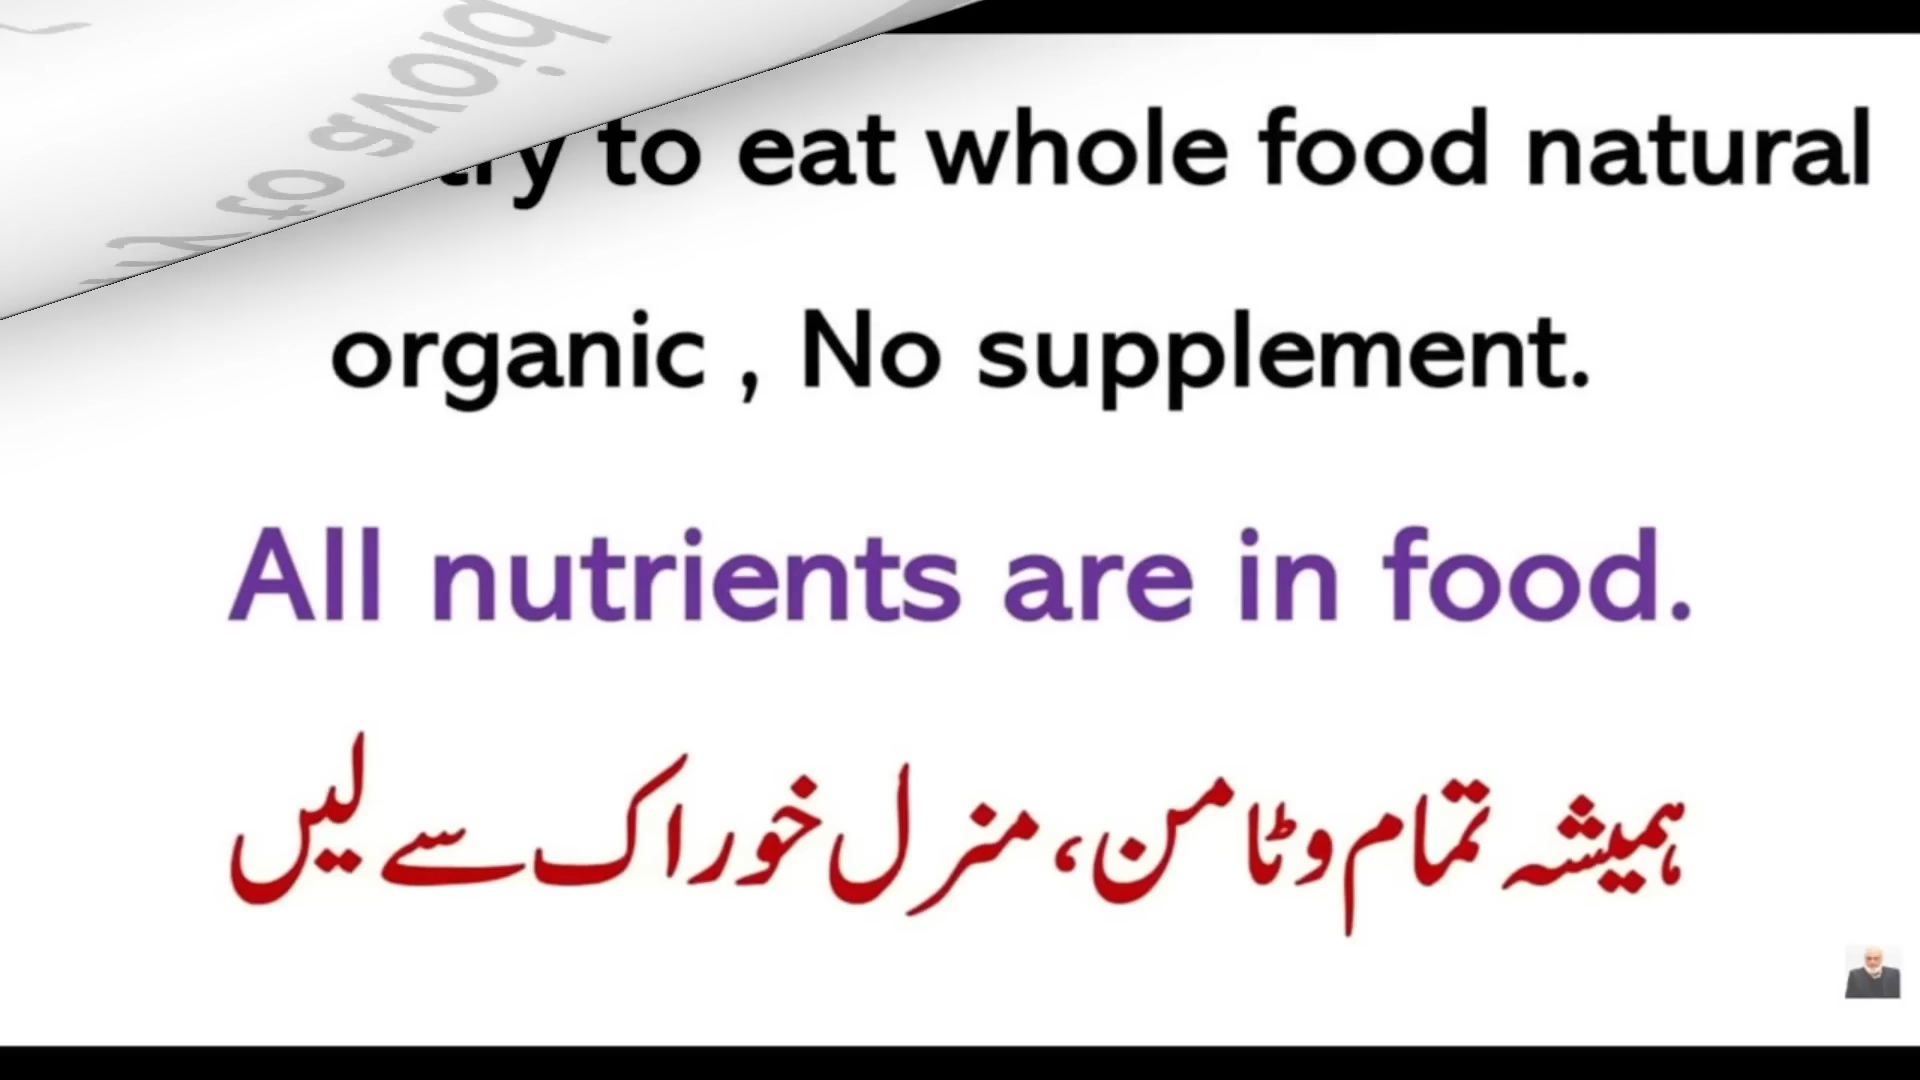 try to eat whole food natural
organic , No supplement.
All nutrients are in food.
ہمیشہ تمام وٹامن، منرل خوراک سے لیں